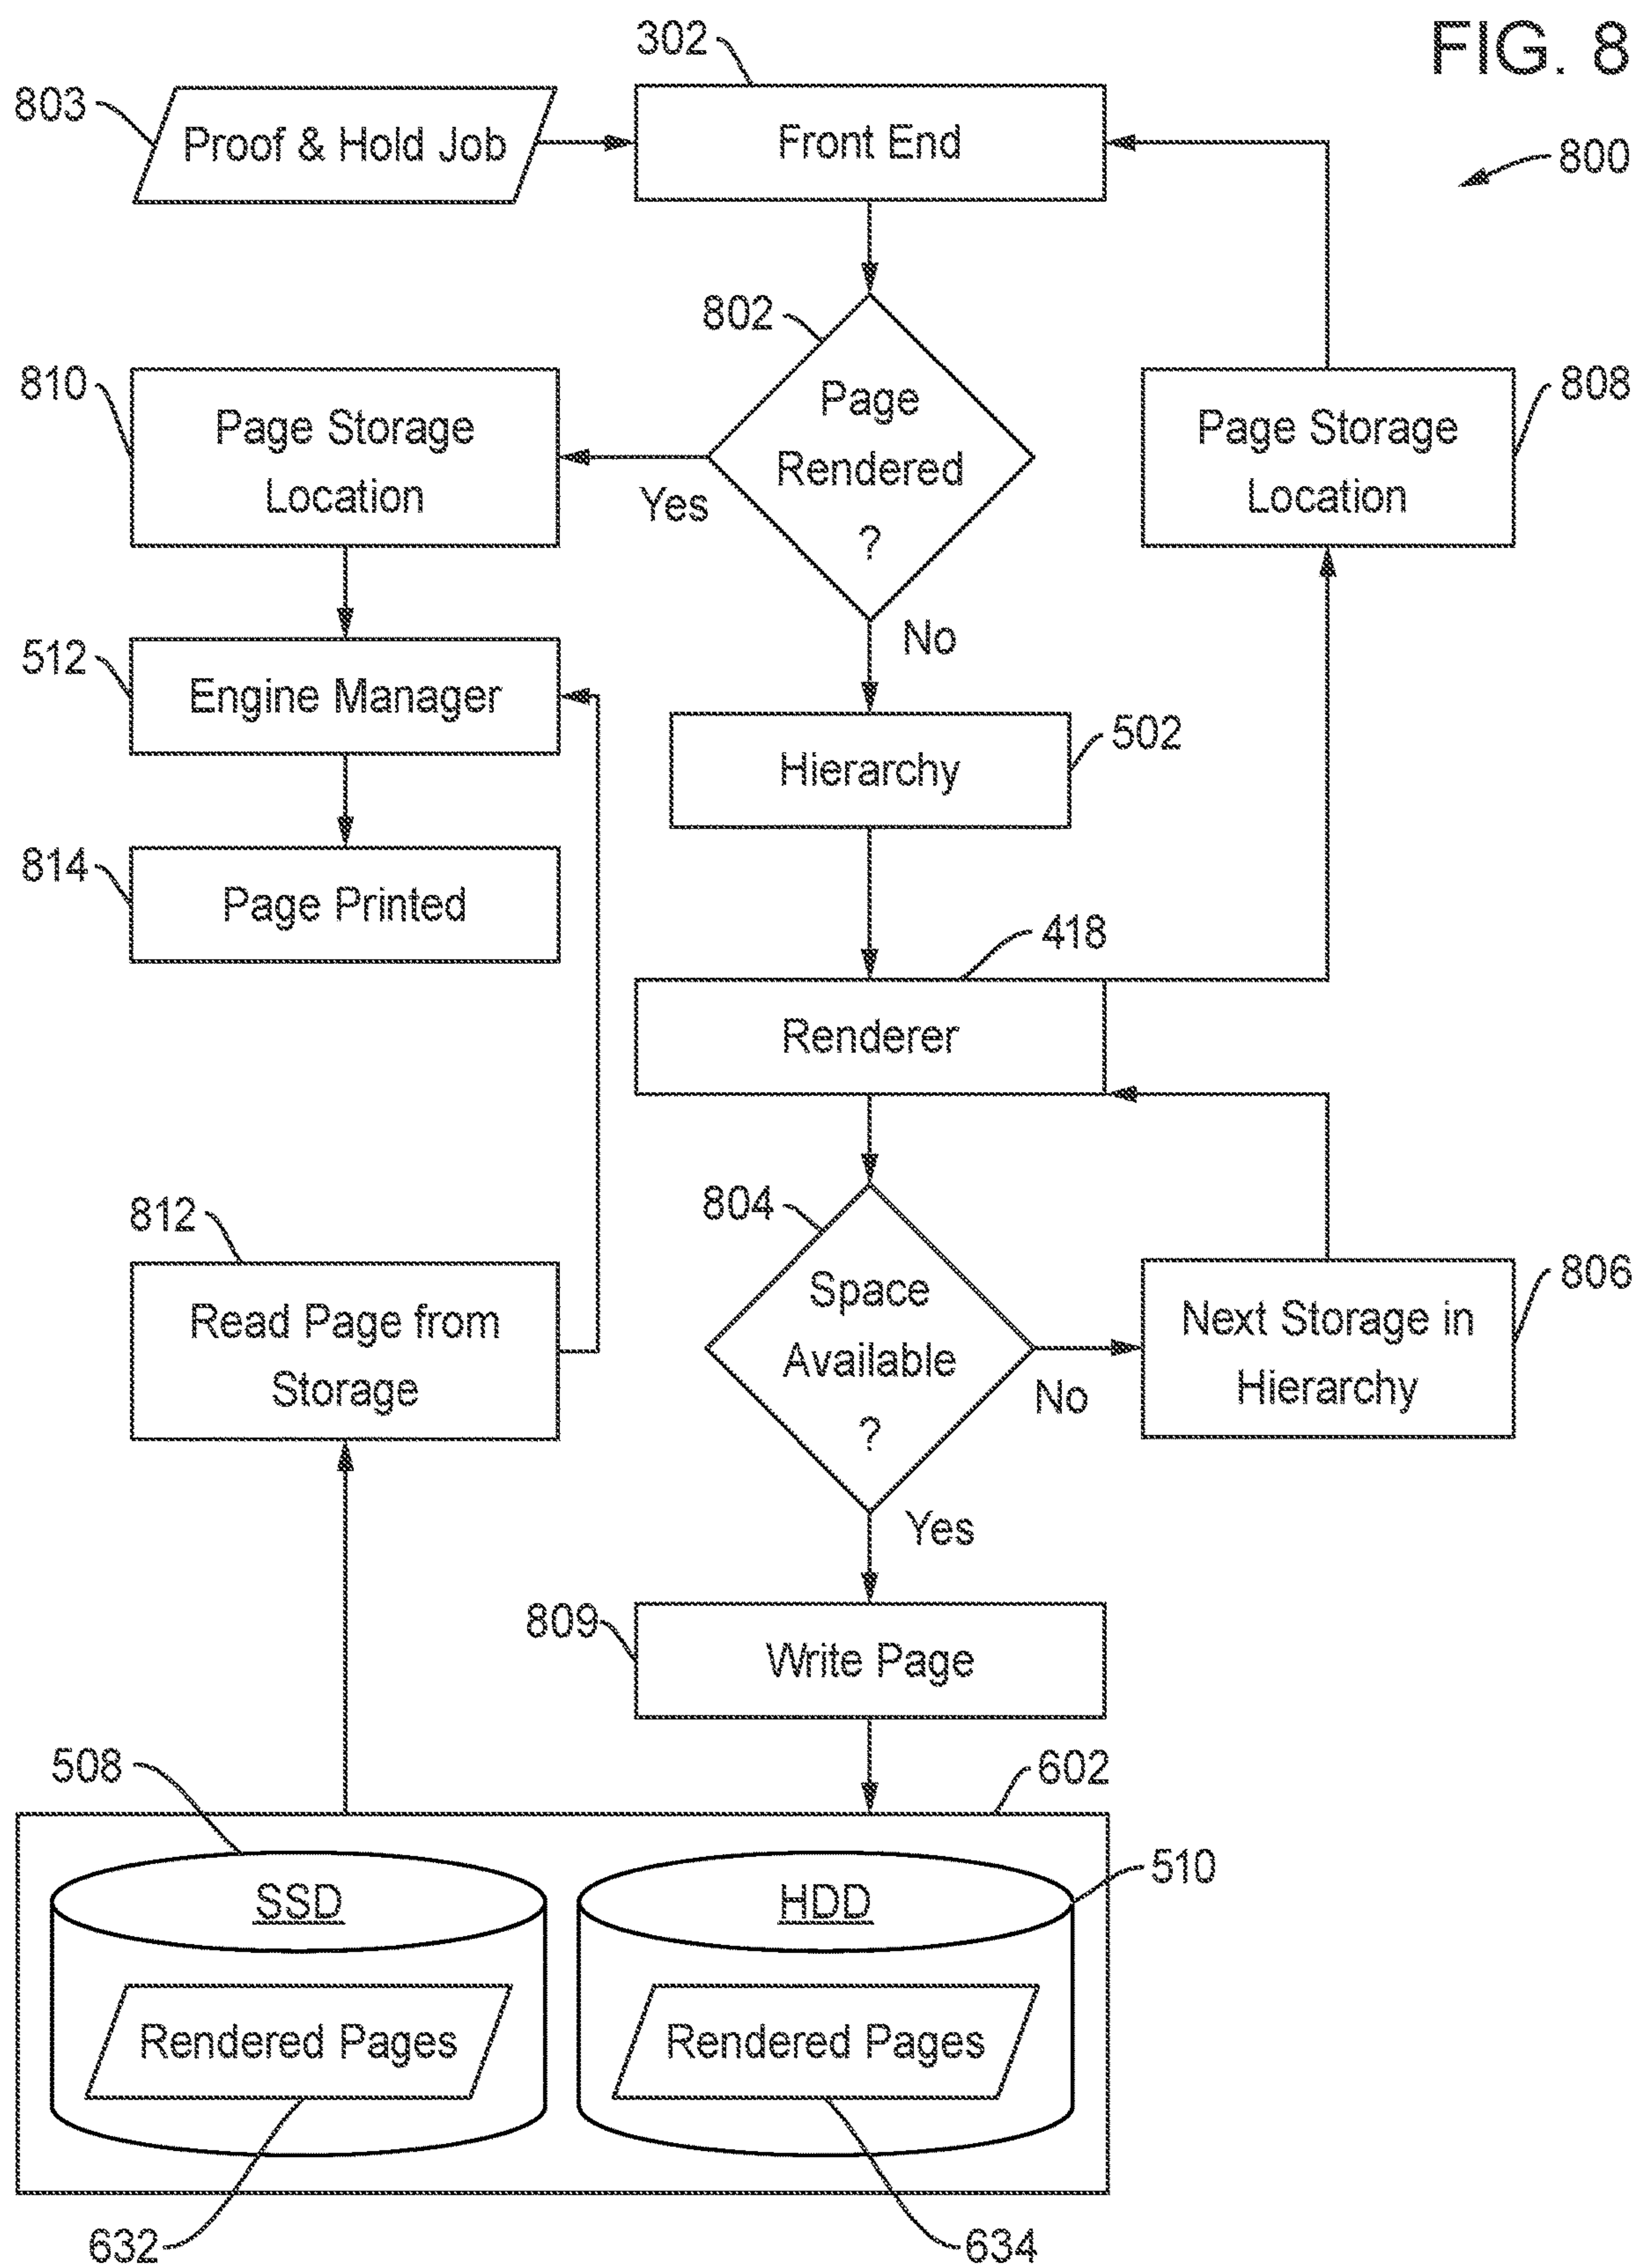 FIG. 8
302
803
Proof & Hold Job
Front End
800
802
810
Page Storage
Location
Page
Rendered
?
Yes
No
808
Page Storage
Location
512
Engine Manager
502
Hierarchy
814
Page Printed
418
Renderer
804
812
Read Page from
Storage
Space
Available
?
No
Yes
806
Next Storage in
Hierarchy
809
Write Page
508
602
510
SSD
HDD
Rendered Pages
Rendered Pages
632
634